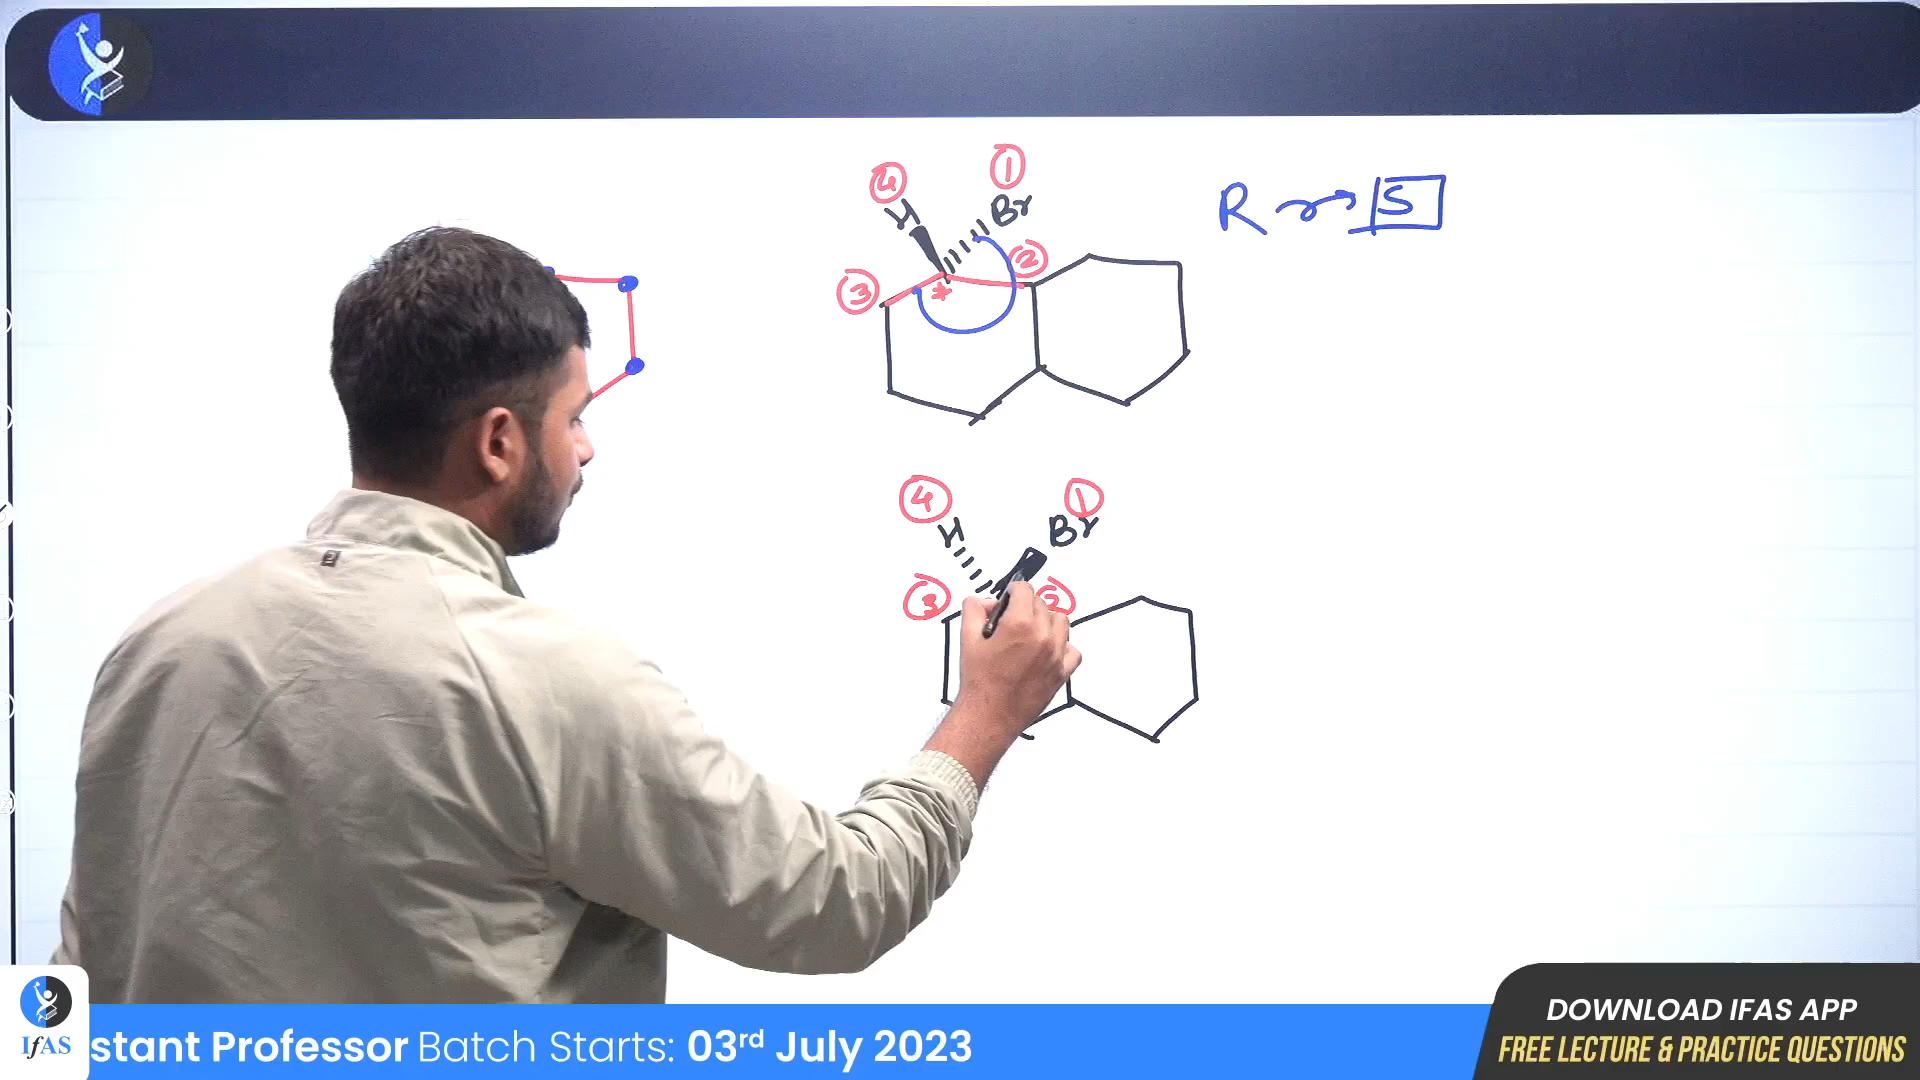 ④ ①
H Br
R → S
③ * ②
④ ①
H Br
③ ②
IFAS
stant Professor Batch Starts: 03rd July 2023
DOWNLOAD IFAS APP
FREE LECTURE & PRACTICE QUESTIONS